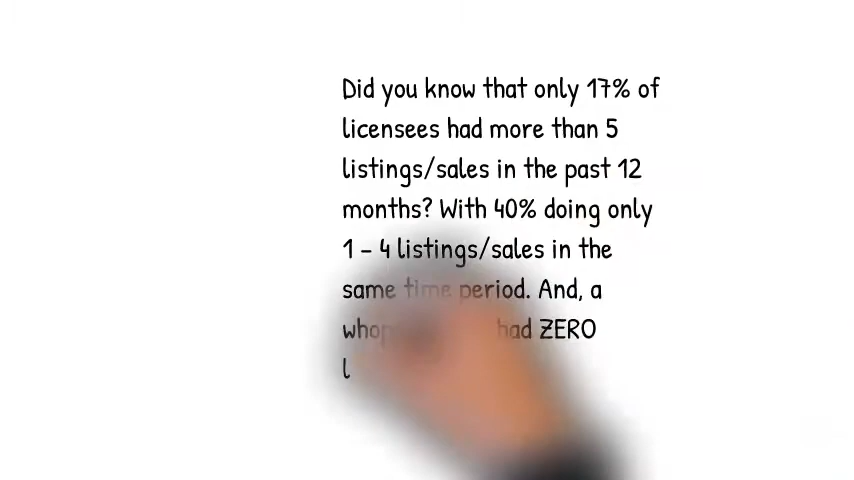 Did you know that only 17% of
licensees had more than 5
listings/sales in the past 12
months? With 40% doing only
1 – 4 listings/sales in the
same time period. And, a
had ZERO
l